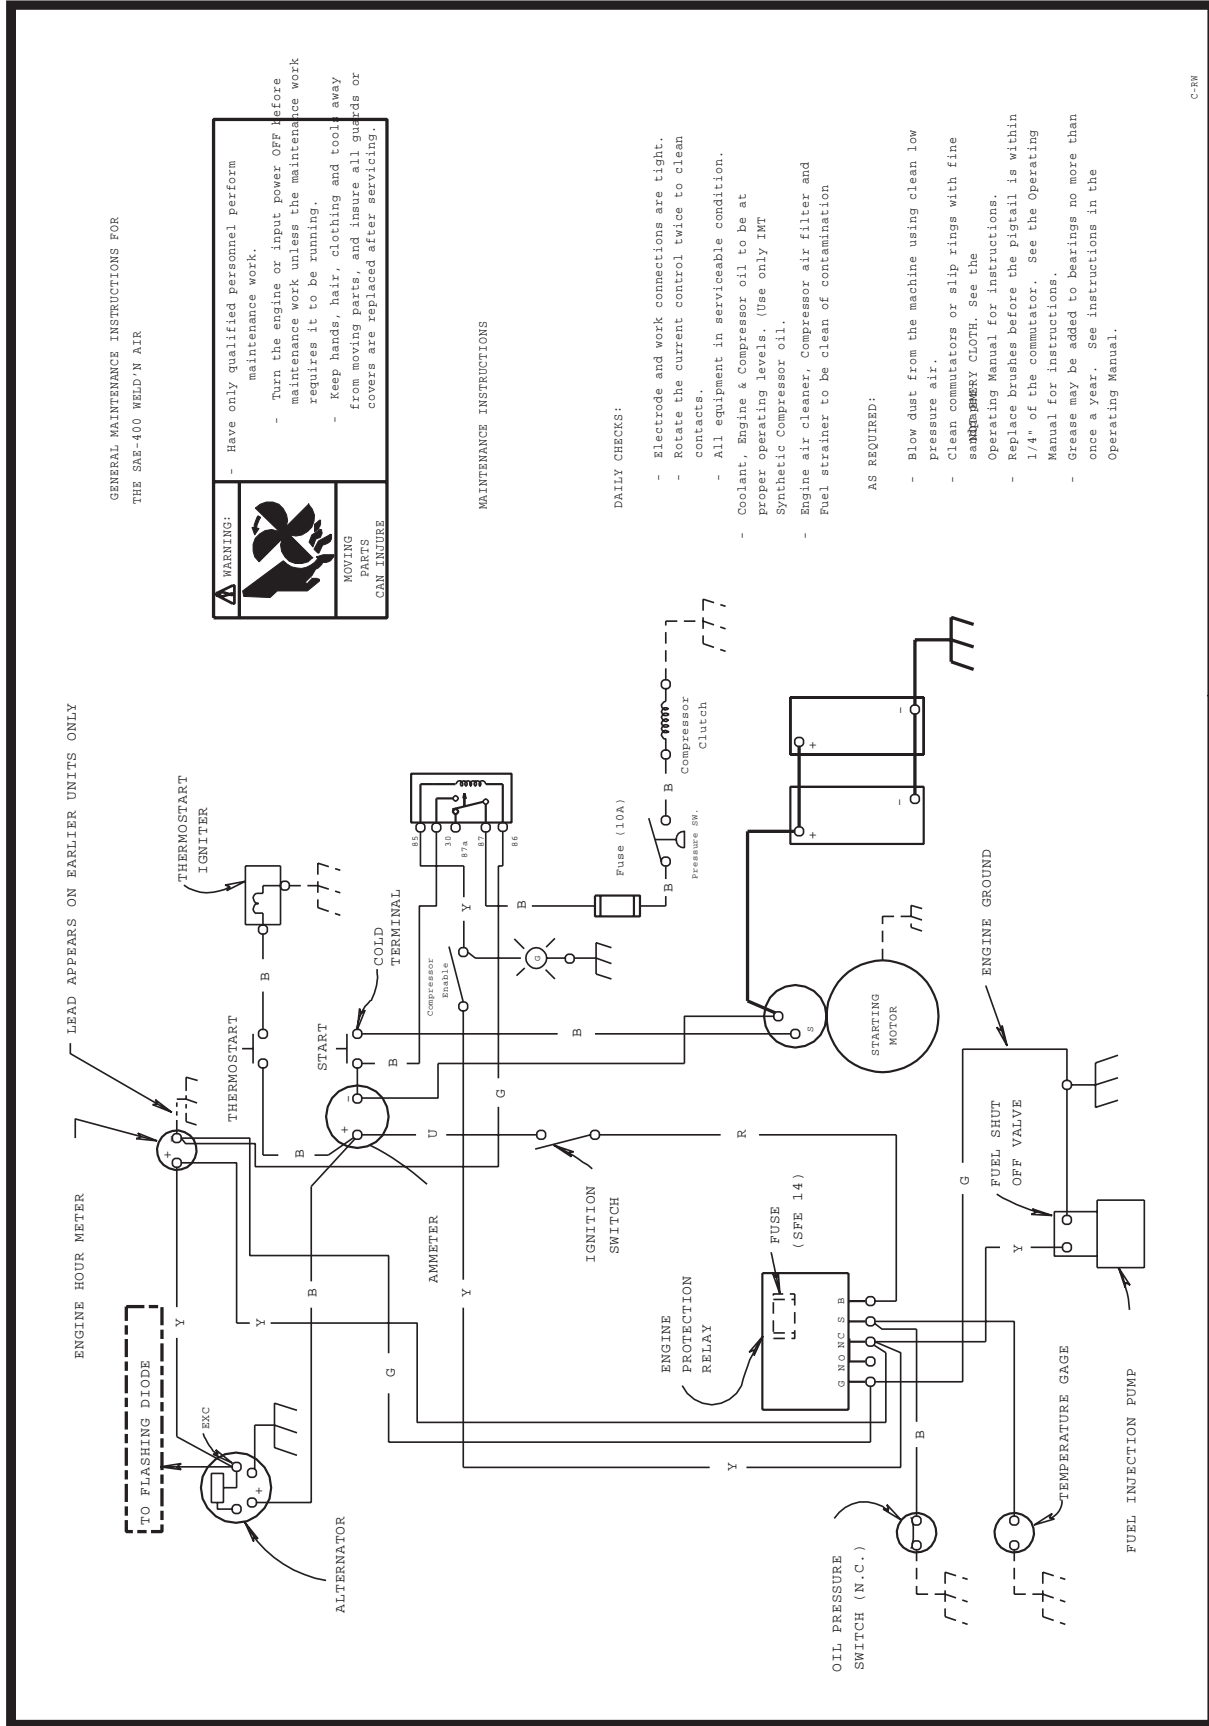 GENERAL MAINTENANCE INSTRUCTIONS FOR
THE SAE-400 WELD'N AIR
WARNING:
MOVING
PARTS
CAN INJURE
- Have only qualified personnel perform
maintenance work.
- Turn the engine or input power OFF before
maintenance work unless the maintenance work
requires it to be running.
- Keep hands, hair, clothing and tools away
from moving parts, and insure all guards or
covers are replaced after servicing.
MAINTENANCE INSTRUCTIONS
DAILY CHECKS:
- Electrode and work connections are tight.
- Rotate the current control twice to clean
contacts.
- All equipment in serviceable condition.
- Coolant, Engine & Compressor oil to be at
proper operating levels. (Use only IMT
Synthetic Compressor oil.
- Engine air cleaner, Compressor air filter and
Fuel strainer to be clean of contamination
AS REQUIRED:
- Blow dust from the machine using clean low
pressure air.
- Clean commutators or slip rings with fine
EMERY CLOTH. See the
Operating Manual for instructions.
- Replace brushes before the pigtail is within
1/4" of the commutator. See the Operating
Manual for instructions.
- Grease may be added to bearings no more than
once a year. See instructions in the
Operating Manual.
C-RW
LEAD APPEARS ON EARLIER UNITS ONLY
THERMOSTART
IGNITER
B
THERMOSTART
B
ENGINE HOUR METER
+
-
Y
Y
TO FLASHING DIODE
EXC
+
ALTERNATOR
B
G
START
COLD
TERMINAL
B
B
+
-
U
AMMETER
85
30
87a
87
86
Y
B
G
Compressor
Enable
G
Y
Y
Fuse (10A)
B
B
Pressure SW.
Compressor
Clutch
+
-
+
-
S
STARTING
MOTOR
IGNITION
SWITCH
R
ENGINE GROUND
G
FUEL SHUT
OFF VALVE
Y
FUSE
(SFE 14)
ENGINE
PROTECTION
RELAY
G NO NC S B
B
OIL PRESSURE
SWITCH (N.C.)
TEMPERATURE GAGE
FUEL INJECTION PUMP